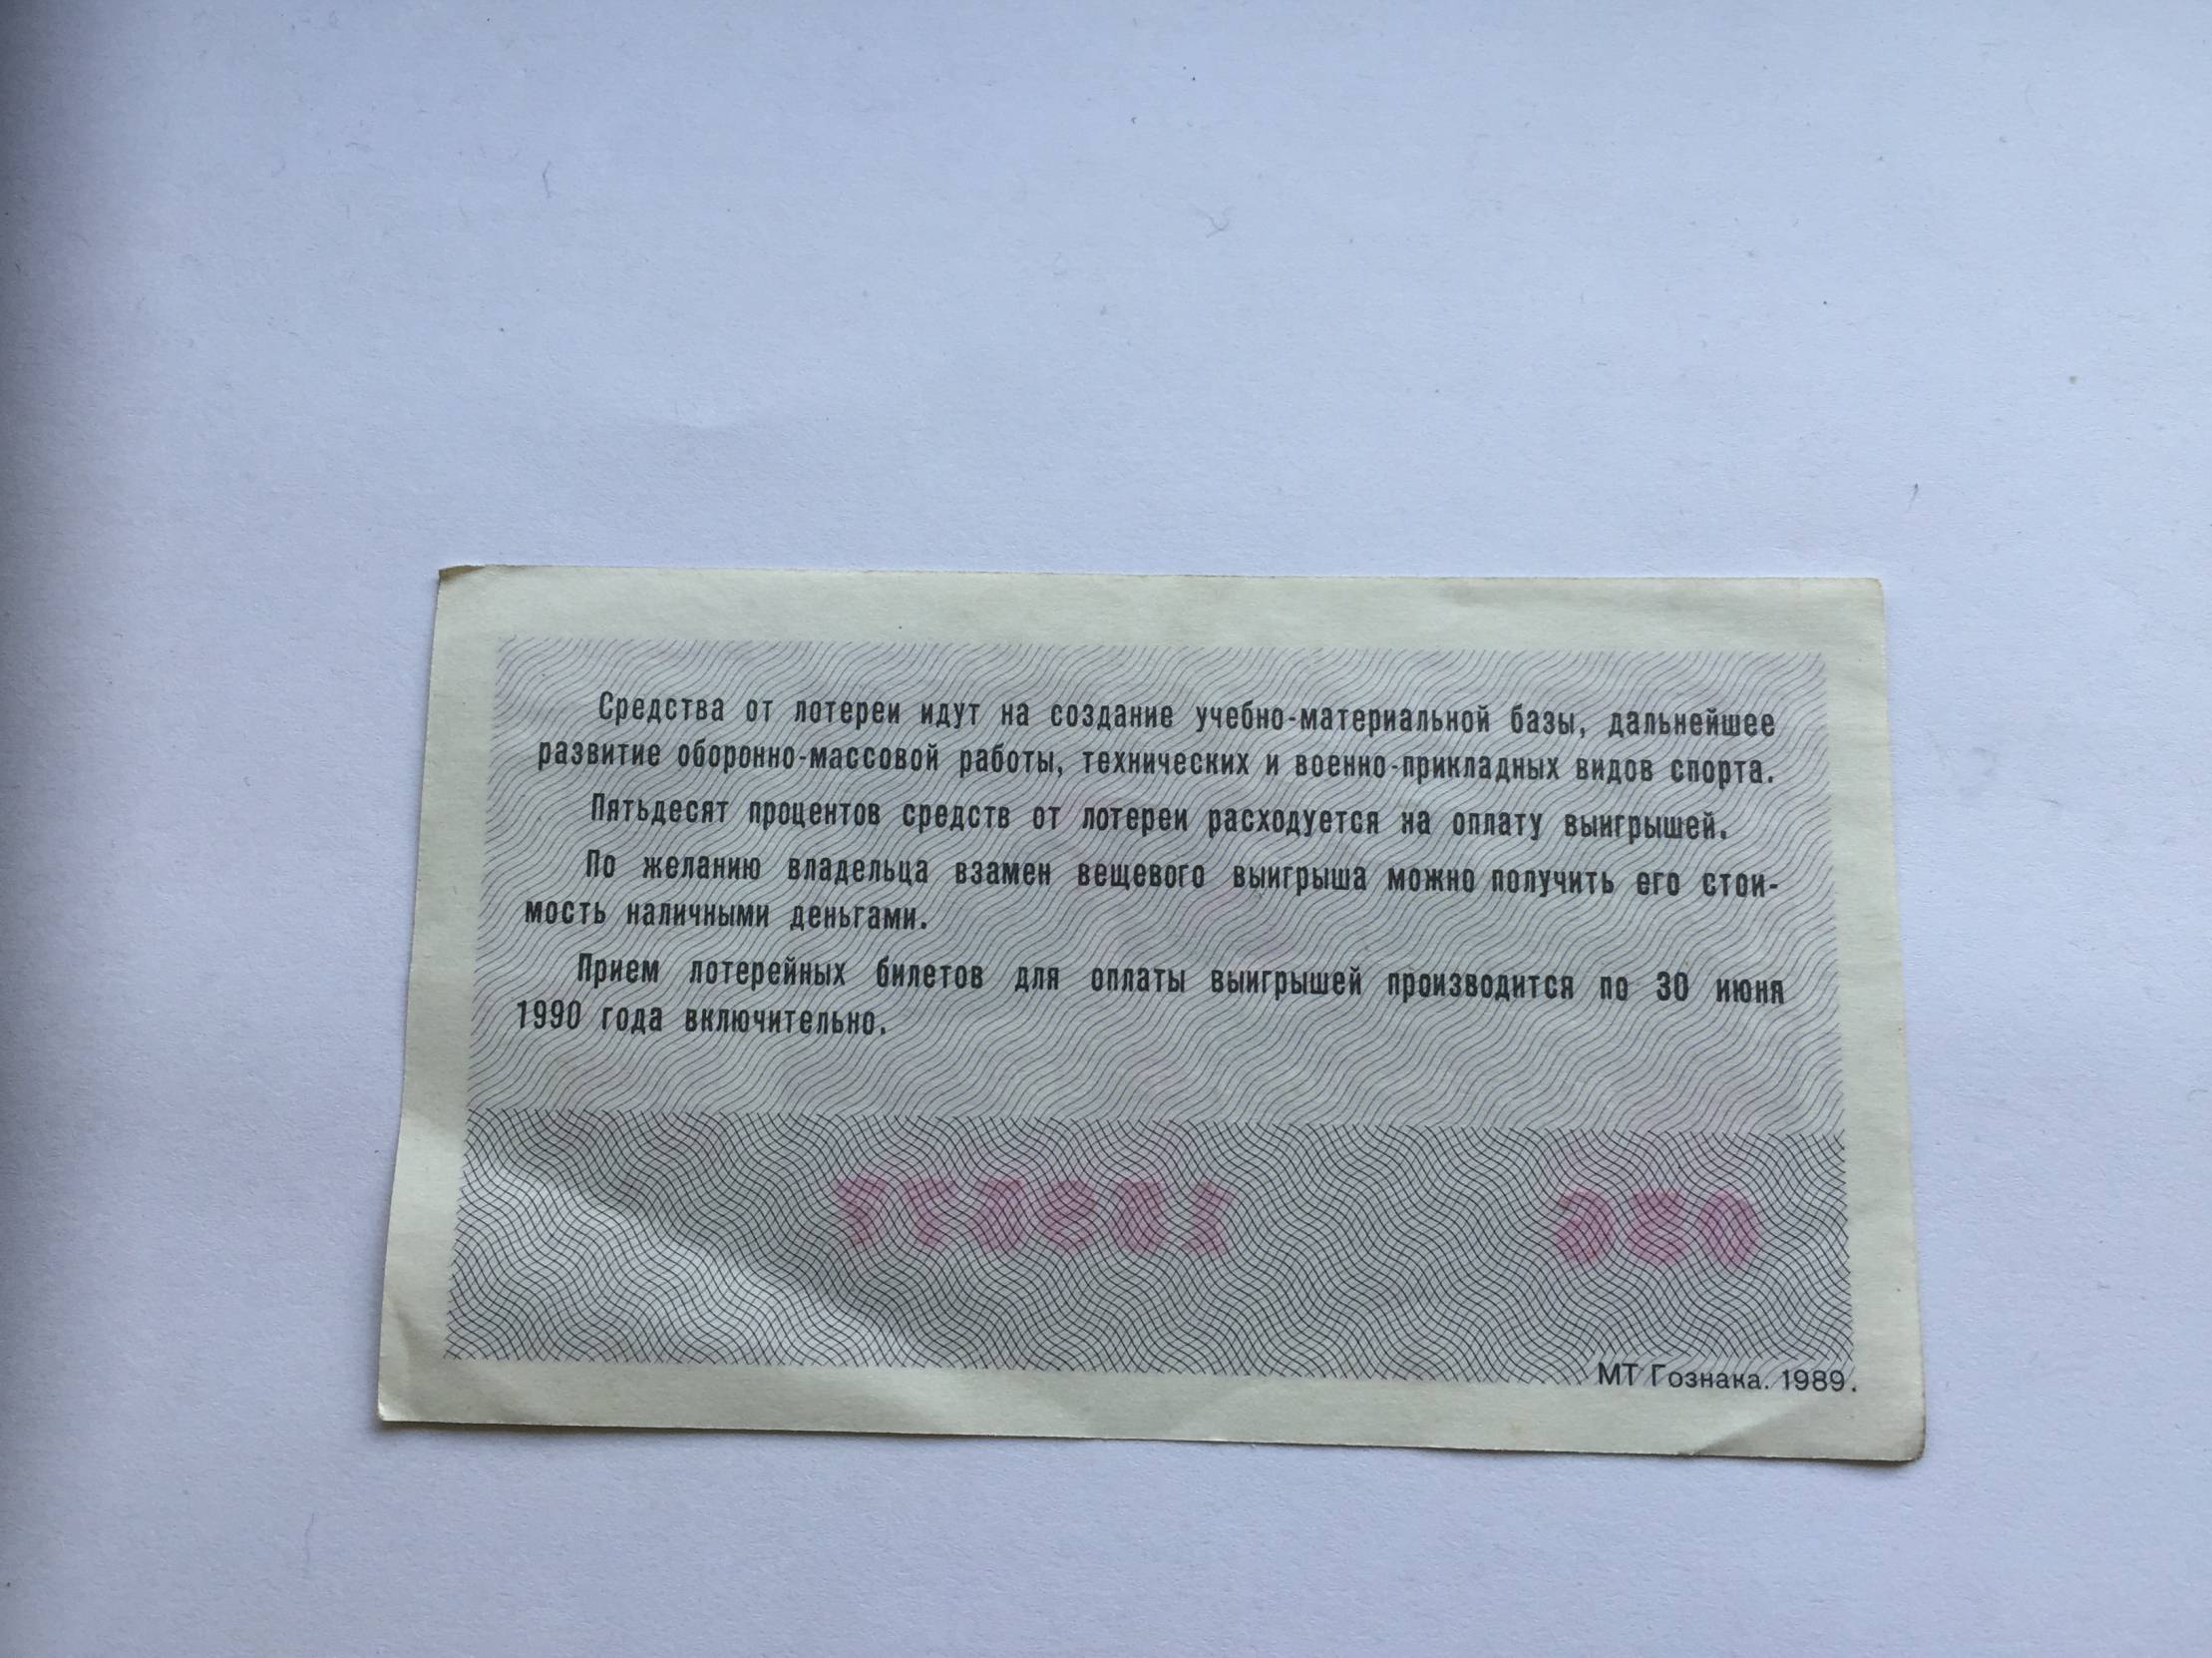 Средства от лотереи идут на создание учебно-материальной базы, дальнейшее
развитие оборонно-массовой работы, технических и военно-прикладных видов спорта.
Пятьдесят процентов средств от лотереи расходуется на оплату выигрышей.
По желанию владельца взамен вещевого выигрыша можно получить его стои-
мость наличными деньгами.
Прием лотерейных билетов для оплаты выигрышей производится по 30 июня
1990 года включительно.
МТ Гознака. 1989.